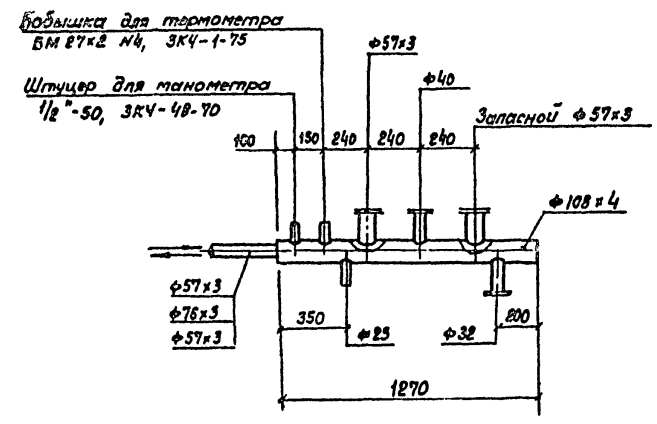 Бобышка для термометра
БМ 27×2 N4, ЗКЧ-1-75
Штуцер для манометра
1/2"-50, ЗКЧ-48-70
Ф57×3
Ф40
Запасной Ф57×3
100 150 240 240 240
Ф108×4
Ф57×3
Ф76×3
Ф57×3
350
Ф25
Ф32
200
1270